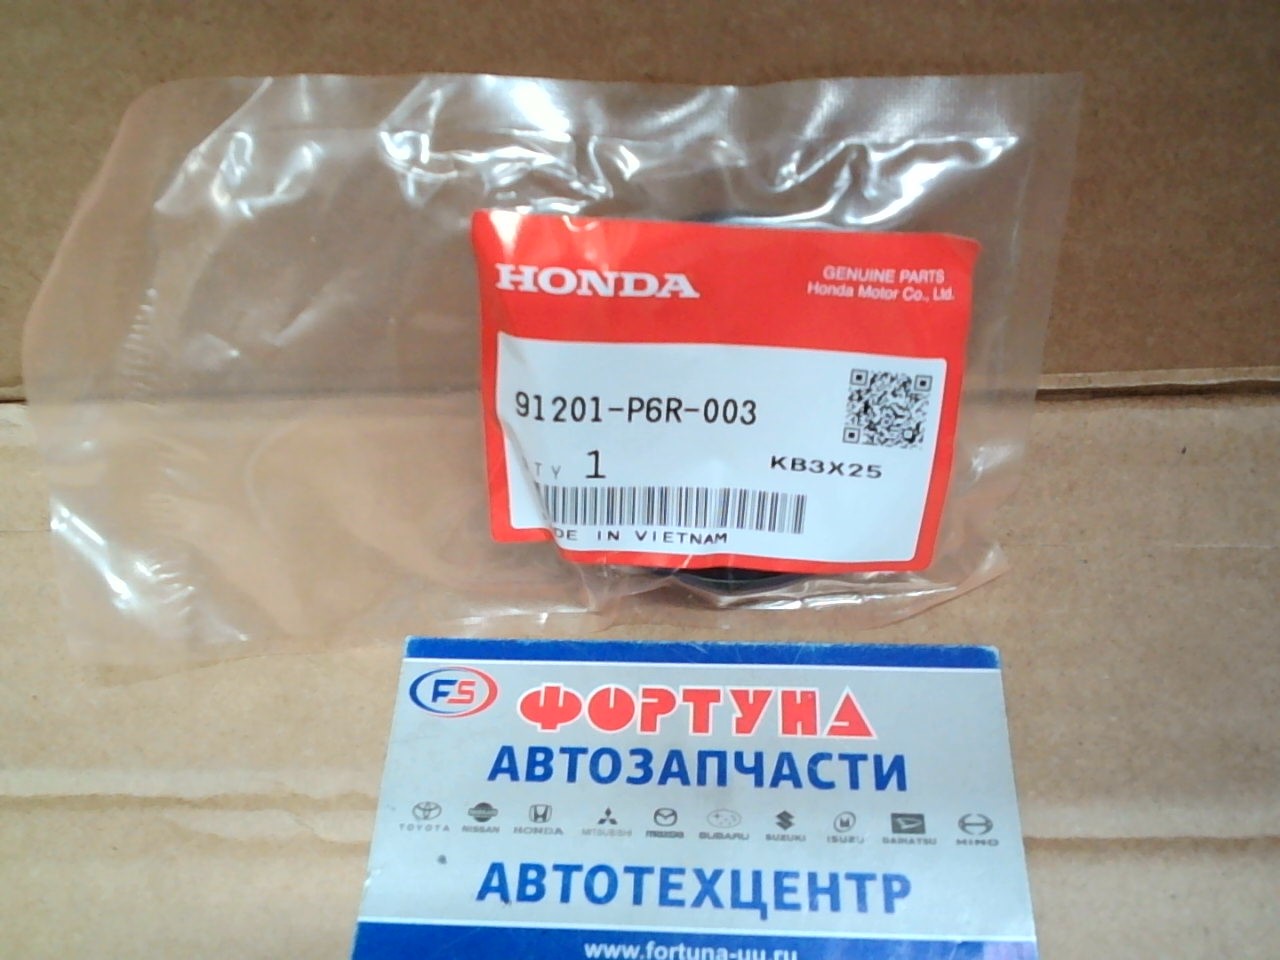 HONDA
GENUINE PARTS
Honda Motor Co., Ltd.
91201-P6R-003
TY 1
KB3X25
DE IN VIETNAM
FS
ФОРТУНА
АВТОЗАПЧАСТИ
TOYOTA NISSAN HONDA MITSUBISHI mazda SUBARU SUZUKI ISUZU DAIHATSU HINO
АВТОТЕХЦЕНТР
www.fortuna-uu.ru